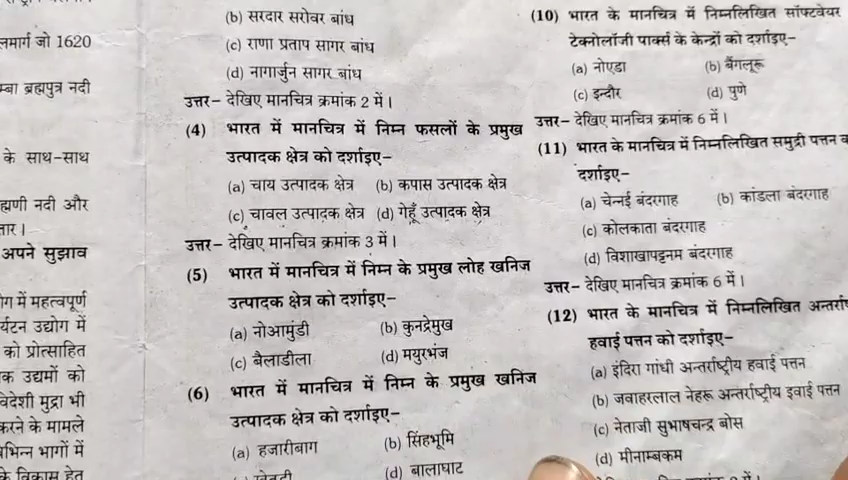 लमार्ग जो 1620
म्बा ब्रह्मपुत्र नदी
के साथ-साथ
ह्मणी नदी और
तार।
अपने सुझाव
ोग में महत्वपूर्ण
र्यटन उद्योग में
को प्रोत्साहित
क उद्यमों को
वेदेशी मुद्रा भी
करने के मामले
भिन्न भागों में
के विकास हेतु
(b) सरदार सरोवर बांध
(c) राणा प्रताप सागर बांध
(d) नागार्जुन सागर बांध
उत्तर– देखिए मानचित्र क्रमांक 2 में।
(4) भारत में मानचित्र में निम्न फसलों के प्रमुख
उत्पादक क्षेत्र को दर्शाइए–
(a) चाय उत्पादक क्षेत्र (b) कपास उत्पादक क्षेत्र
(c) चावल उत्पादक क्षेत्र (d) गेहूँ उत्पादक क्षेत्र
उत्तर– देखिए मानचित्र क्रमांक 3 में।
(5) भारत में मानचित्र में निम्न के प्रमुख लोह खनिज
उत्पादक क्षेत्र को दर्शाइए–
(a) नोआमुंडी (b) कुनद्रेमुख
(c) बैलाडीला (d) मयुरभंज
(6) भारत में मानचित्र में निम्न के प्रमुख खनिज
उत्पादक क्षेत्र को दर्शाइए–
(a) हजारीबाग (b) सिंहभूमि
(d) बालाघाट
(10) भारत के मानचित्र में निम्नलिखित सॉफ्टवेयर
टेक्नोलॉजी पार्क्स के केन्द्रों को दर्शाइए–
(a) नोएडा (b) बैंगलूरू
(c) इन्दौर (d) पुणे
उत्तर– देखिए मानचित्र क्रमांक 6 में।
(11) भारत के मानचित्र में निम्नलिखित समुद्री पत्तन क
दर्शाइए–
(a) चेन्नई बंदरगाह (b) कांडला बंदरगाह
(c) कोलकाता बंदरगाह
(d) विशाखापट्टनम बंदरगाह
उत्तर– देखिए मानचित्र क्रमांक 6 में।
(12) भारत के मानचित्र में निम्नलिखित अन्तर्राष
हवाई पत्तन को दर्शाइए–
(a) इंदिरा गांधी अन्तर्राष्ट्रीय हवाई पत्तन
(b) जवाहरलाल नेहरू अन्तर्राष्ट्रीय हवाई पत्तन
(c) नेताजी सुभाषचन्द्र बोस
(d) मीनाम्बकम